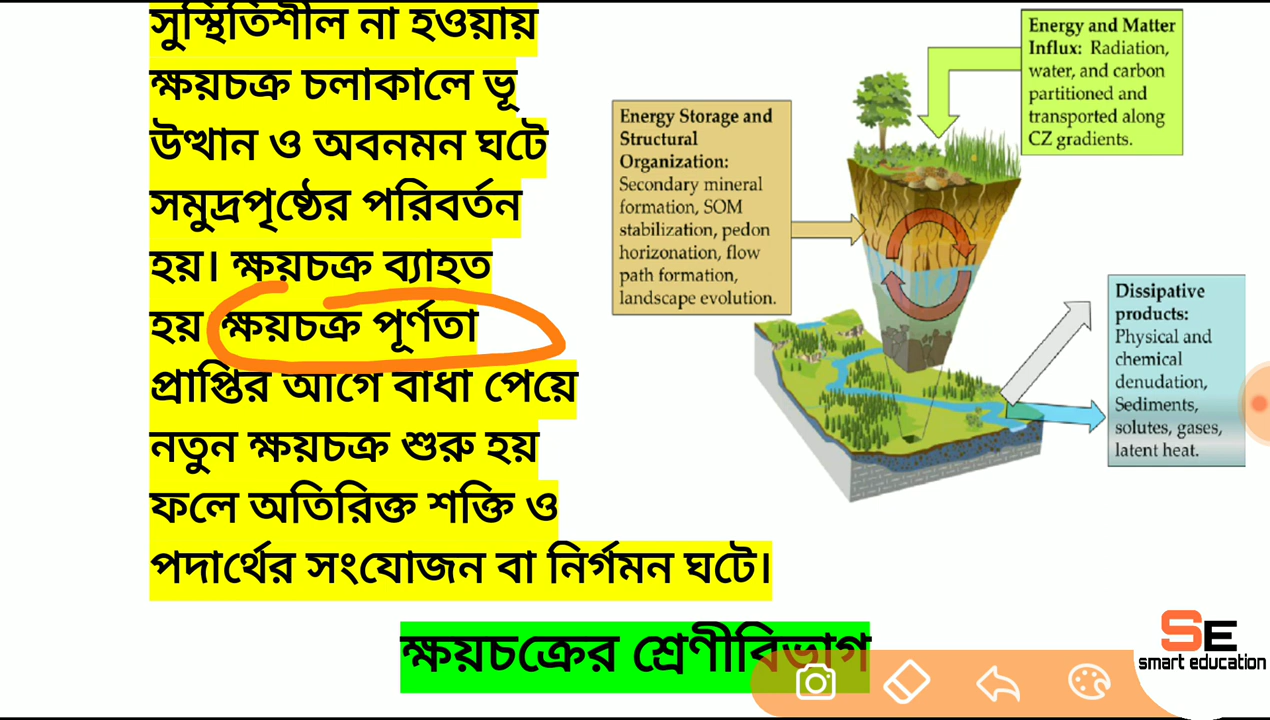 সুস্থিতিশীল না হওয়ায়
ক্ষয়চক্র চলাকালে ভূ
উত্থান ও অবনমন ঘটে
সমুদ্রপৃষ্ঠের পরিবর্তন
হয়। ক্ষয়চক্র ব্যাহত
হয় ক্ষয়চক্র পূর্ণতা
প্রাপ্তির আগে বাধা পেয়ে
নতুন ক্ষয়চক্র শুরু হয়
ফলে অতিরিক্ত শক্তি ও
পদার্থের সংযোজন বা নির্গমন ঘটে।
ক্ষয়চক্রের শ্রেণীবিভাগ
Energy Storage and
Structural
Organization:
Secondary mineral
formation, SOM
stabilization, pedon
horizonation, flow
path formation,
landscape evolution.
Energy and Matter
Influx: Radiation,
water, and carbon
partitioned and
transported along
CZ gradients.
Dissipative
products:
Physical and
chemical
denudation,
Sediments,
solutes, gases,
latent heat.
SE
smart education